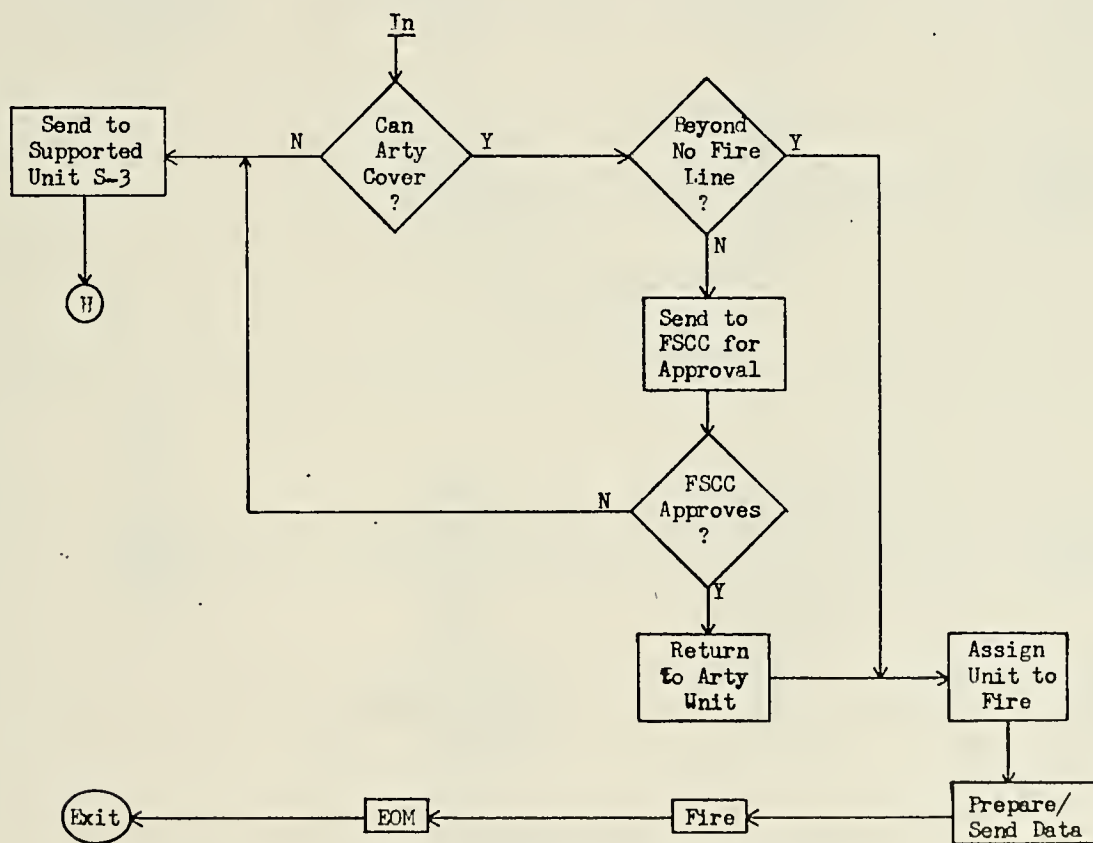 In
Send to
Supported
Unit S-3
N
Can
Arty
Cover
?
Y
Beyond
No Fire
Line
?
Y
N
H
Send to
FSCC for
Approval
FSCC
Approves
?
N
Y
Return
to Arty
Unit
Assign
Unit to
Fire
Exit
EOM
Fire
Prepare/
Send Data